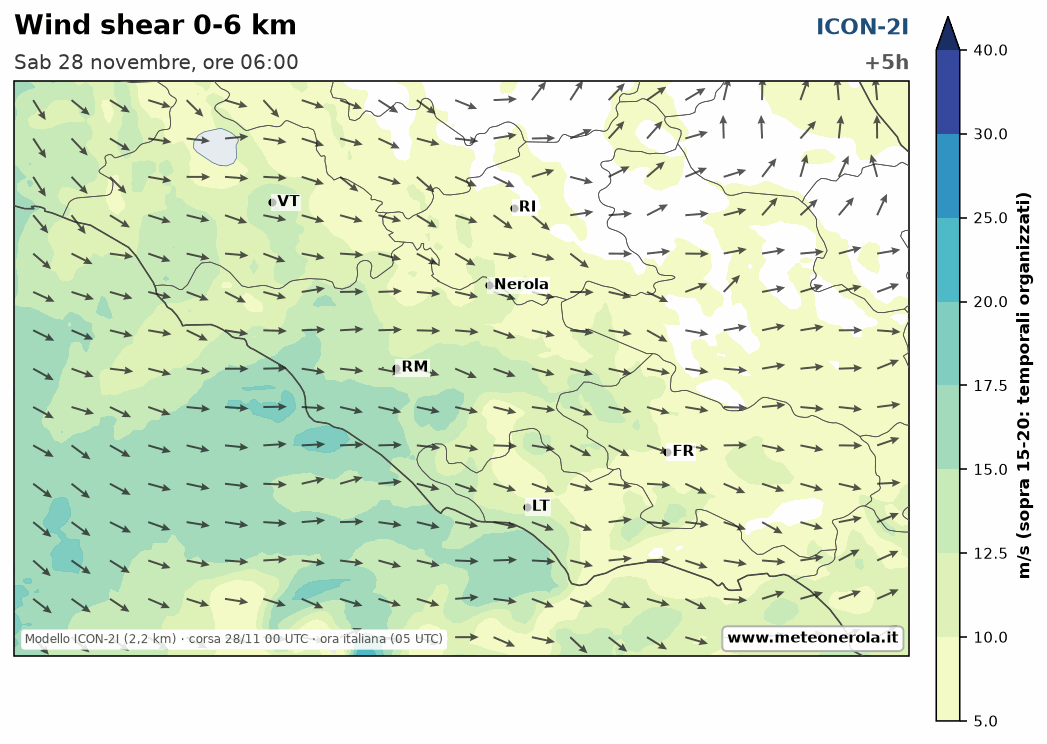 Wind shear 0-6 km
ICON-2I
Sab 28 novembre, ore 06:00
+5h
VT
RI
Nerola
RM
FR
LT
Modello ICON-2I (2,2 km) · corsa 28/11 00 UTC · ora italiana (05 UTC)
www.meteonerola.it
40.0
30.0
25.0
20.0
17.5
15.0
12.5
10.0
5.0
m/s (sopra 15-20: temporali organizzati)